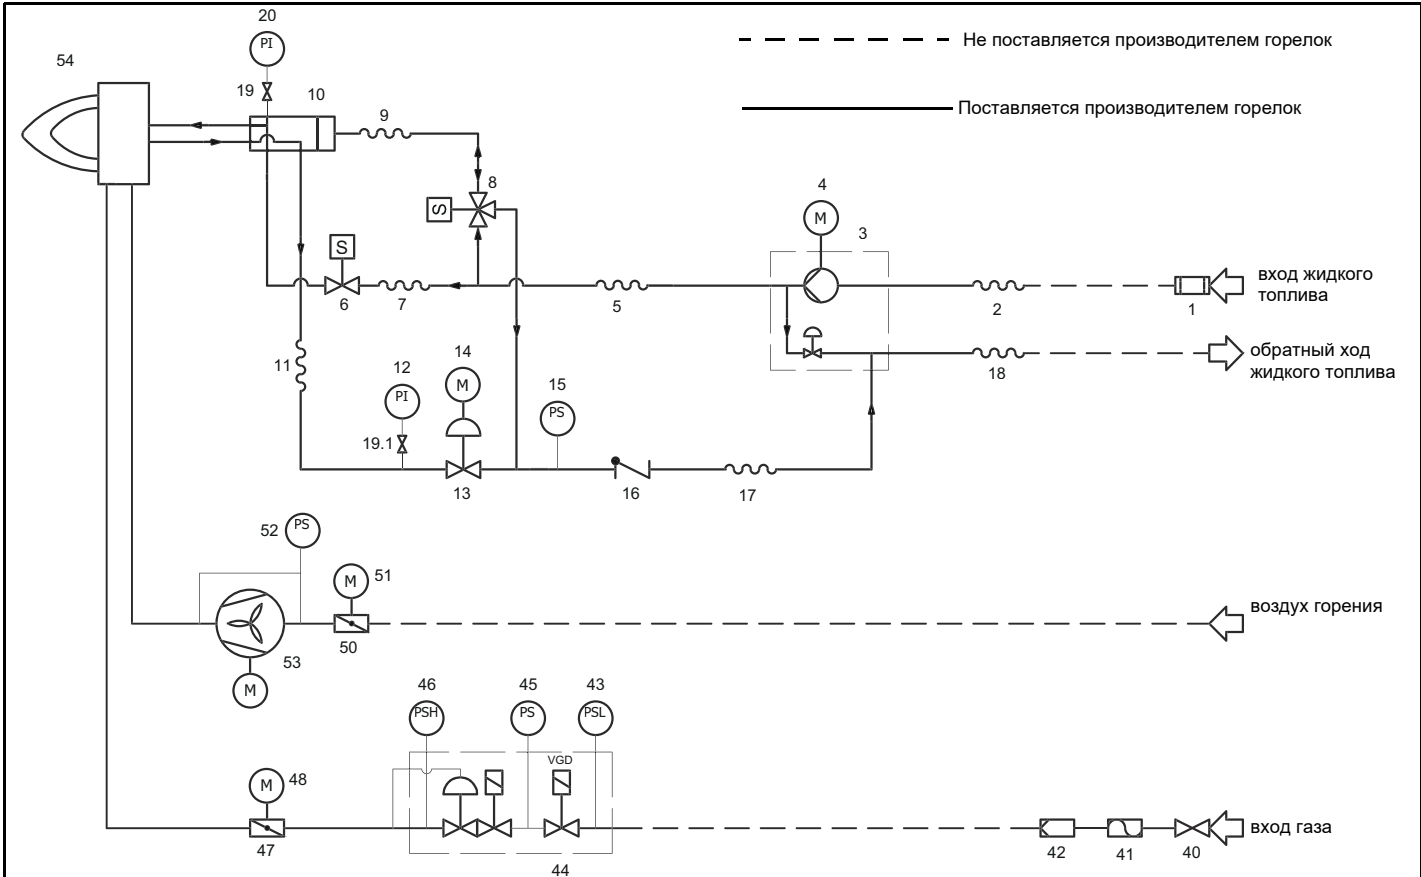 20
PI
54
19
10
9
Не поставляется производителем горелок
Поставляется производителем горелок
8
S
4
M
3
S
6
7
5
2
1
вход жидкого
топлива
обратный ход
жидкого топлива
18
11
12
PI
19.1
14
M
13
15
PS
16
17
52
PS
M
51
50
53
M
воздух горения
46
PSH
45
PS
43
PSL
VGD
M
48
47
44
42
41
40
вход газа